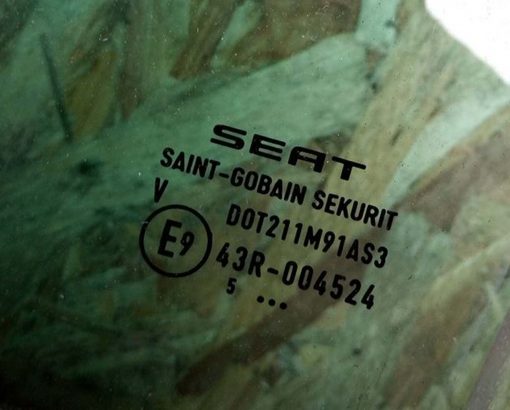 SEAT
SAINT-GOBAIN SEKURIT
V
DOT211M91AS3
E9
43R-004524
5 ...